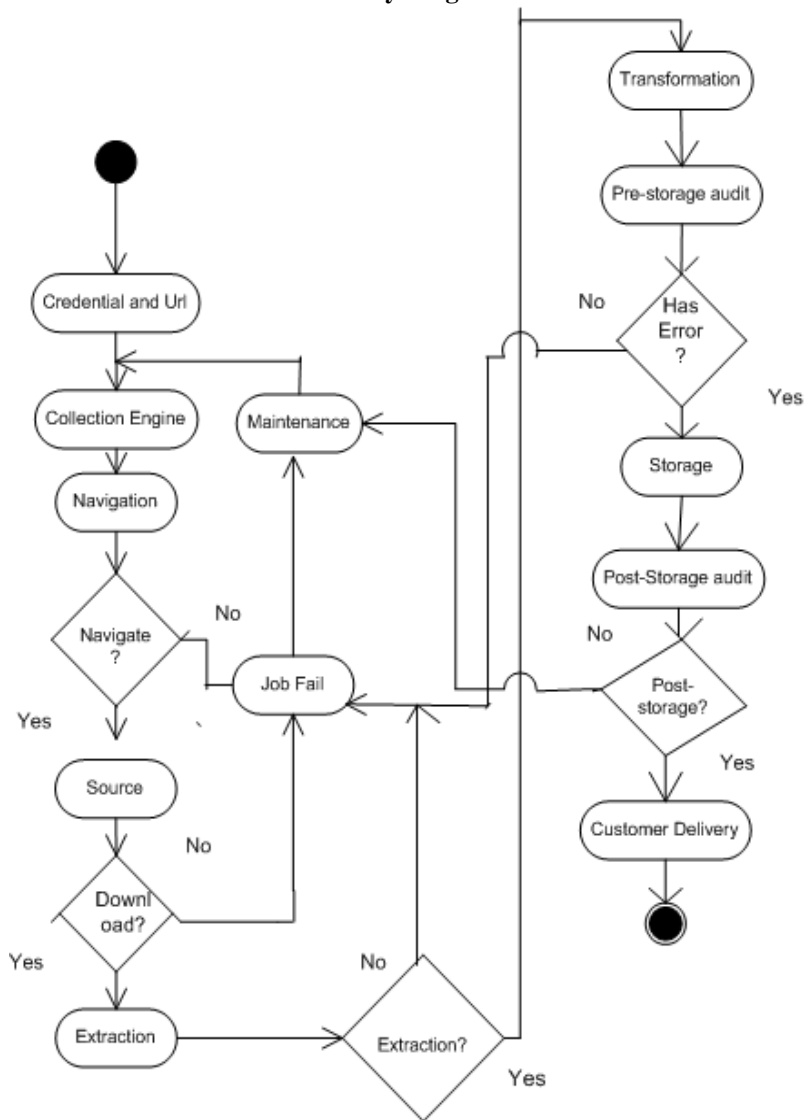 Transformation
Pre-storage audit
Credential and Url
No
Has
Error
?
Yes
Collection Engine
Maintenance
Storage
Navigation
Post-Storage audit
No
No
Navigate
?
Job Fail
Post-
storage?
Yes
Yes
Source
No
Customer Delivery
Downl
oad?
Yes
No
Extraction
Extraction?
Yes